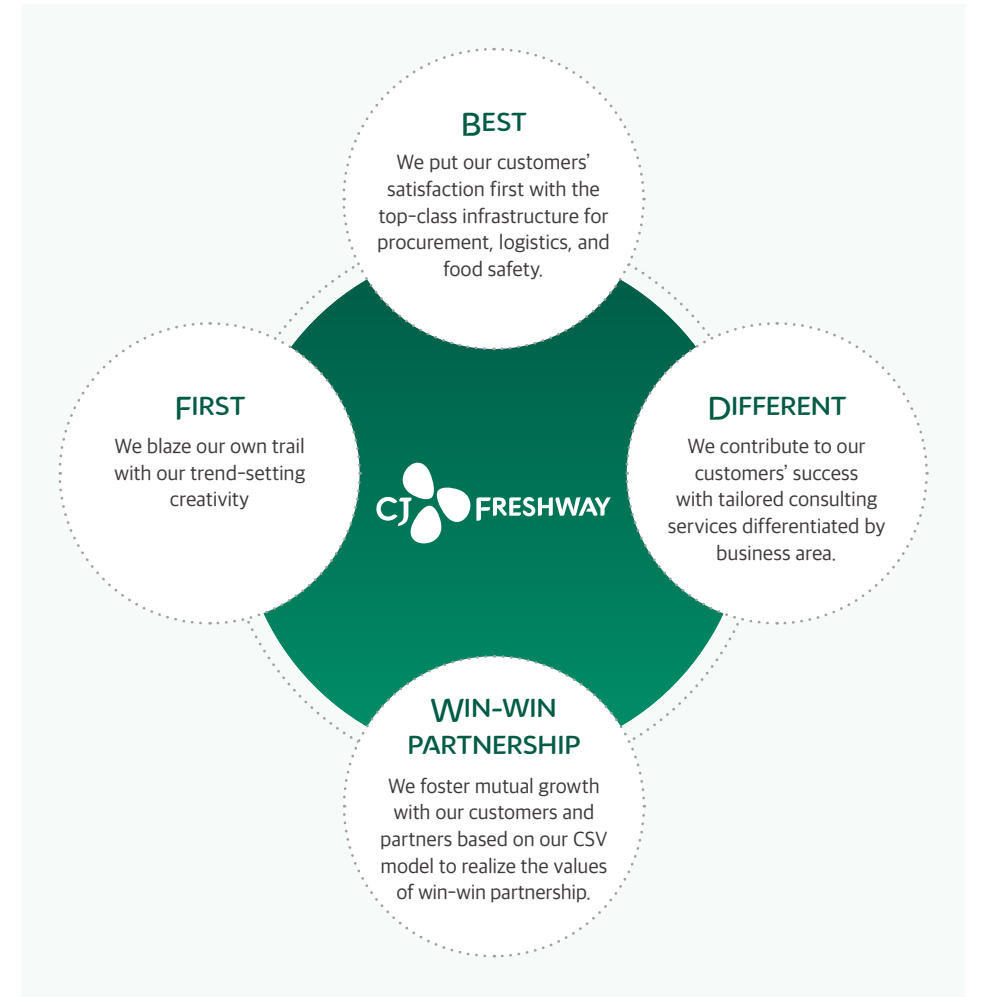 BEST
We put our customers’
satisfaction first with the
top-class infrastructure for
procurement, logistics, and
food safety.
FIRST
We blaze our own trail
with our trend-setting
creativity
CJ FRESHWAY
DIFFERENT
We contribute to our
customers’ success
with tailored consulting
services differentiated by
business area.
WIN-WIN
PARTNERSHIP
We foster mutual growth
with our customers and
partners based on our CSV
model to realize the values
of win-win partnership.